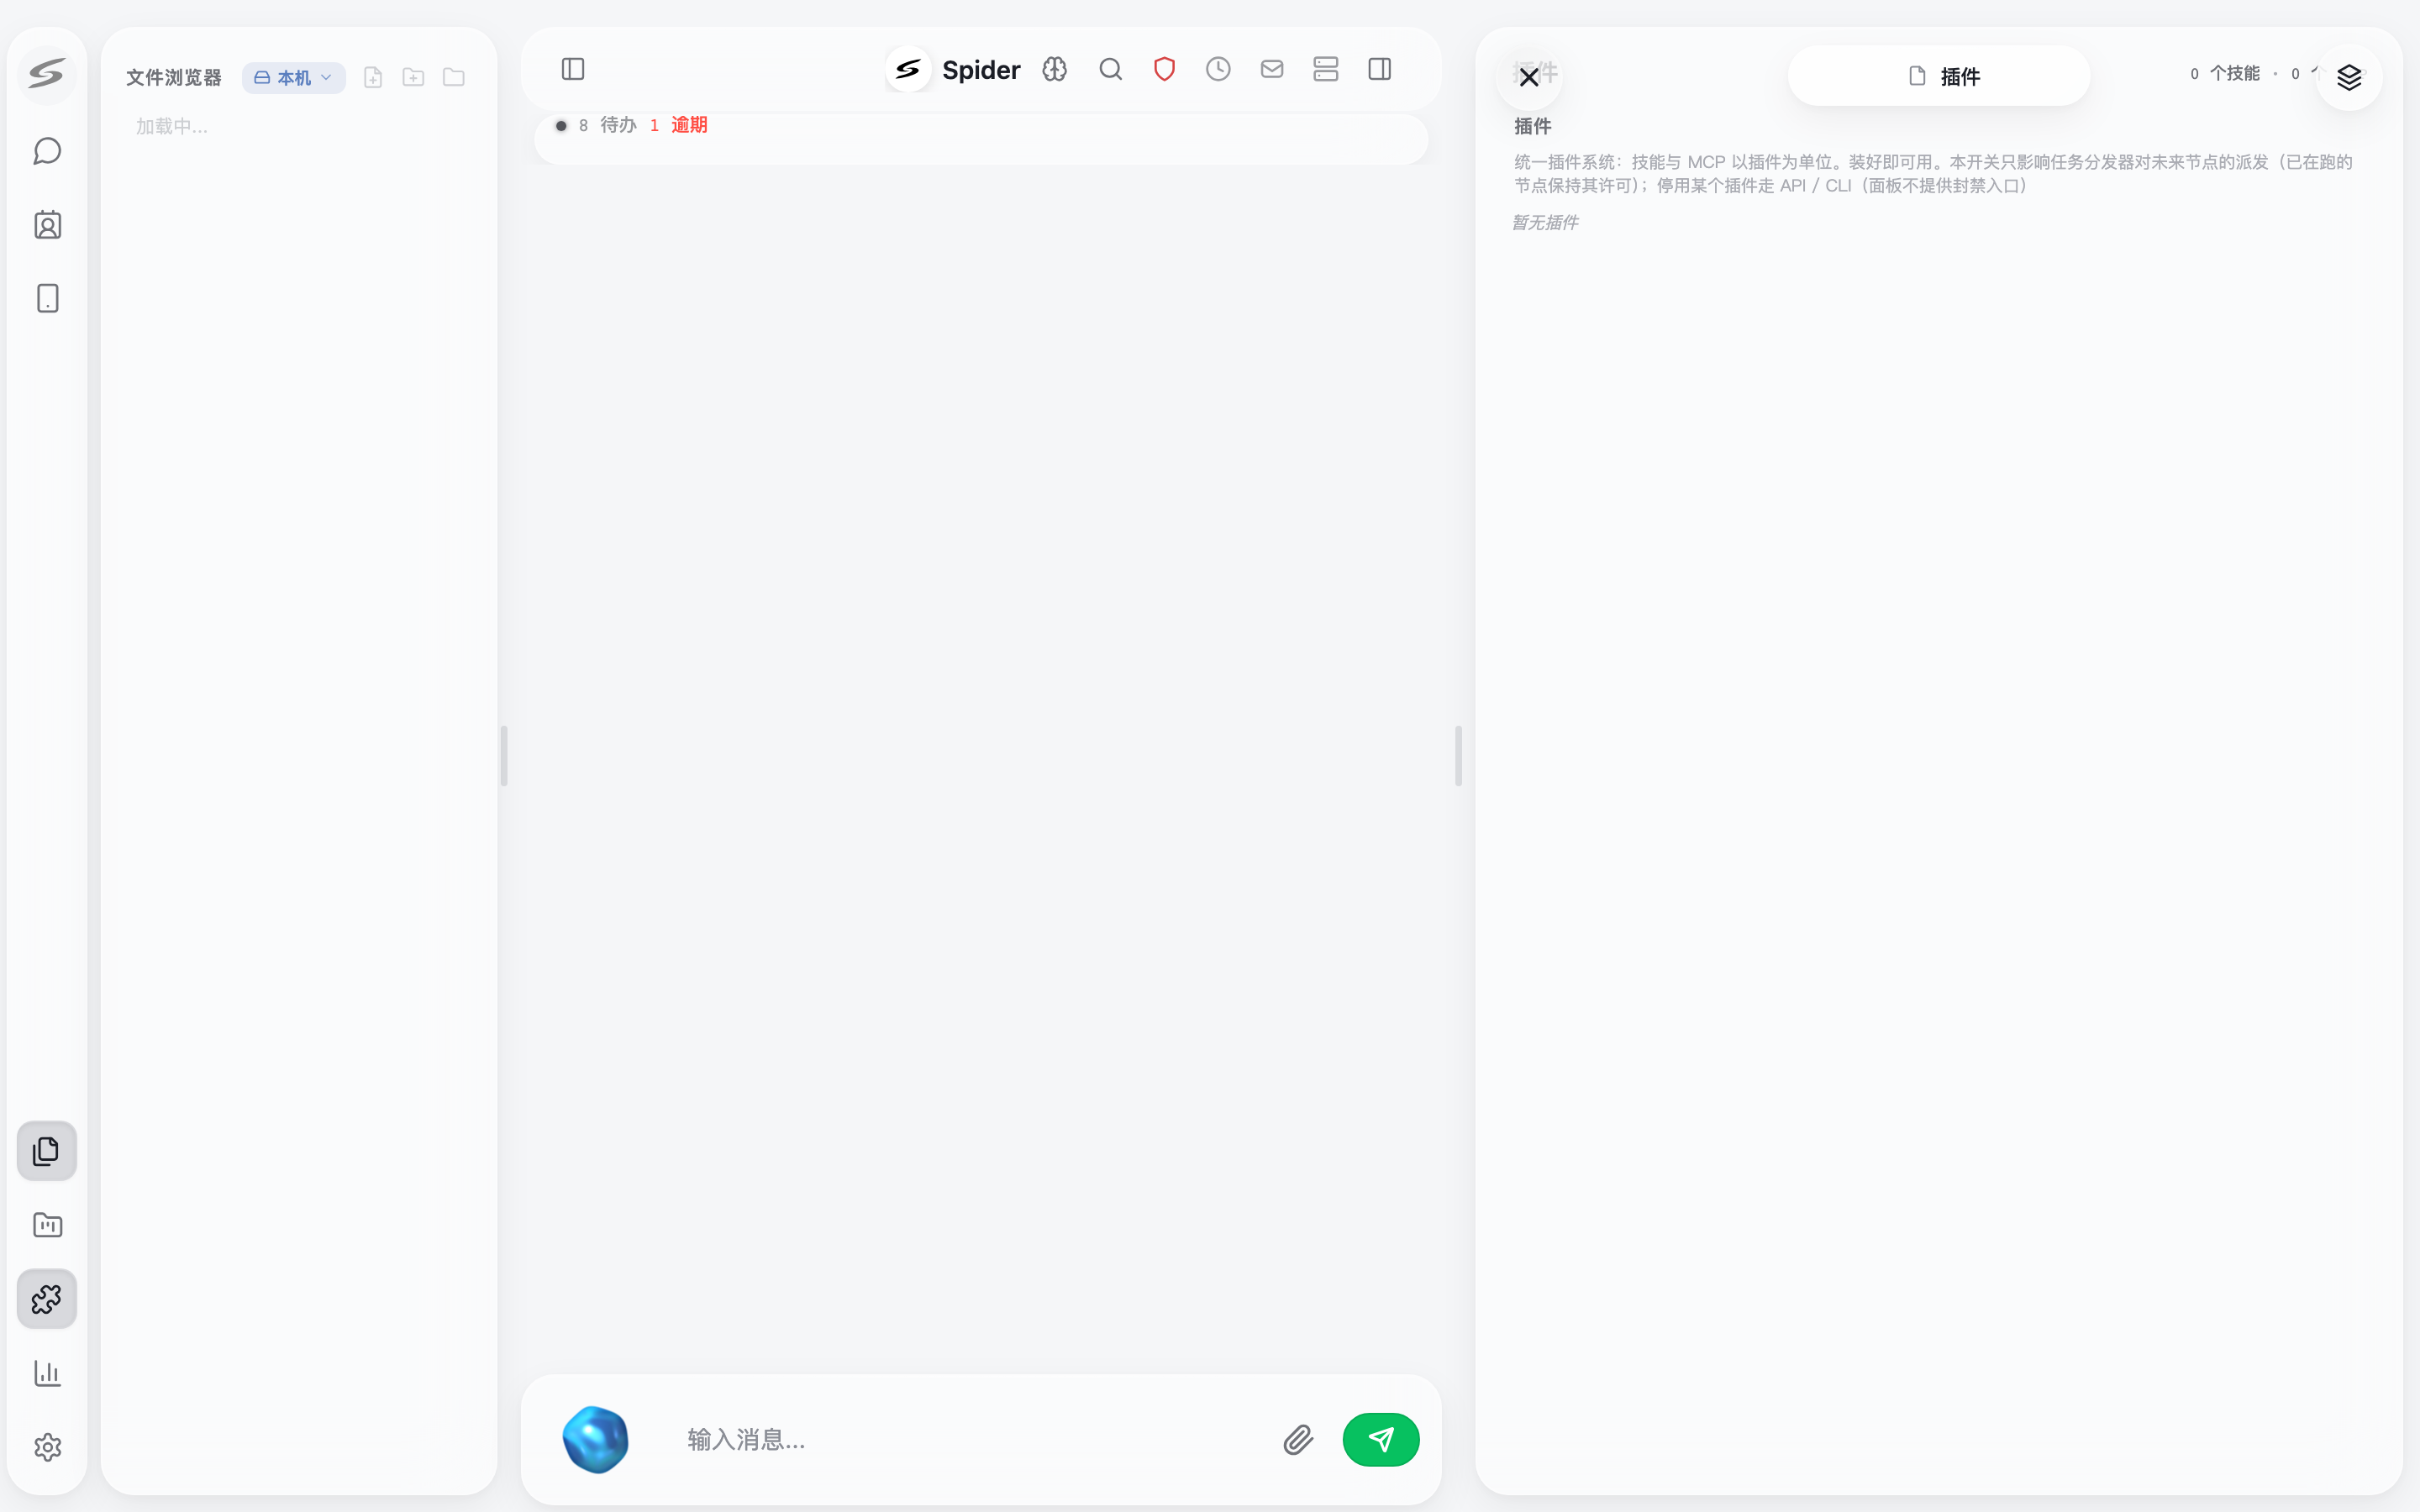 文件浏览器
本机
加载中...
Spider
8 待办 1 逾期
输入消息...
插件
插件
0 个技能 · 0 个
插件
统一插件系统：技能与 MCP 以插件为单位。装好即可用。本开关只影响任务分发器对未来节点的派发（已在跑的
节点保持其许可）；停用某个插件走 API / CLI（面板不提供封禁入口）
暂无插件